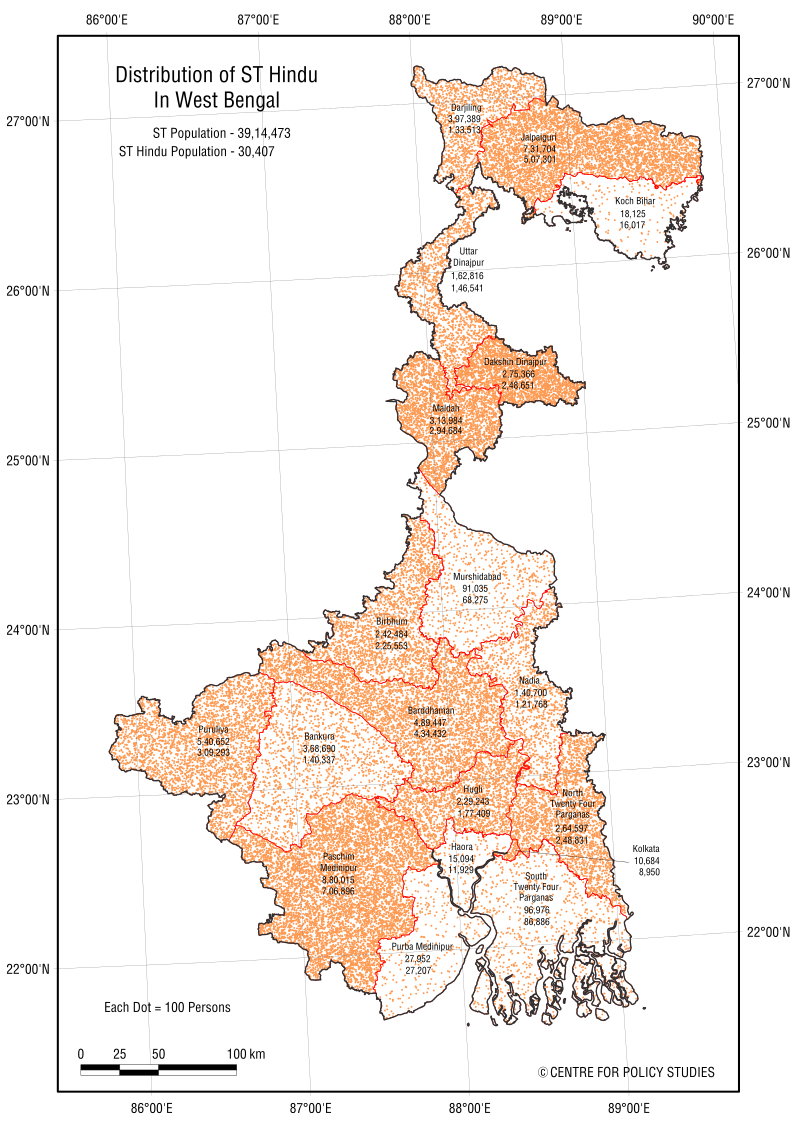 86°00'E 87°00'E 88°00'E 89°00'E 90°00'E
Distribution of ST Hindu
In West Bengal
ST Population - 39,14,473
ST Hindu Population - 30,407
27°00'N
27°00'N
Darjiling
3,97,389
1,33,513
Jalpaiguri
7,31,704
5,07,301
Koch Bihar
18,125
16,017
Uttar
Dinajpur
1,62,816
1,46,541
26°00'N
26°00'N
Dakshin Dinajpur
2,75,366
2,48,651
Maldah
3,13,984
2,94,684
25°00'N
25°00'N
Murshidabad
91,035
68,275
24°00'N
24°00'N
Birbhum
2,42,484
2,25,553
Nadia
1,40,700
1,21,768
Barddhaman
4,89,447
4,34,432
Puruliya
5,40,652
3,09,293
Bankura
3,68,690
1,40,337
23°00'N
23°00'N
Hugli
2,29,243
1,77,409
North
Twenty Four
Parganas
2,64,597
2,48,831
Kolkata
10,684
8,950
Haora
15,094
11,929
Paschim
Medinipur
8,80,015
7,06,896
South
Twenty Four
Parganas
96,976
86,886
Purba Medinipur
27,952
27,207
22°00'N
22°00'N
Each Dot = 100 Persons
0 25 50 100 km
© CENTRE FOR POLICY STUDIES
86°00'E 87°00'E 88°00'E 89°00'E